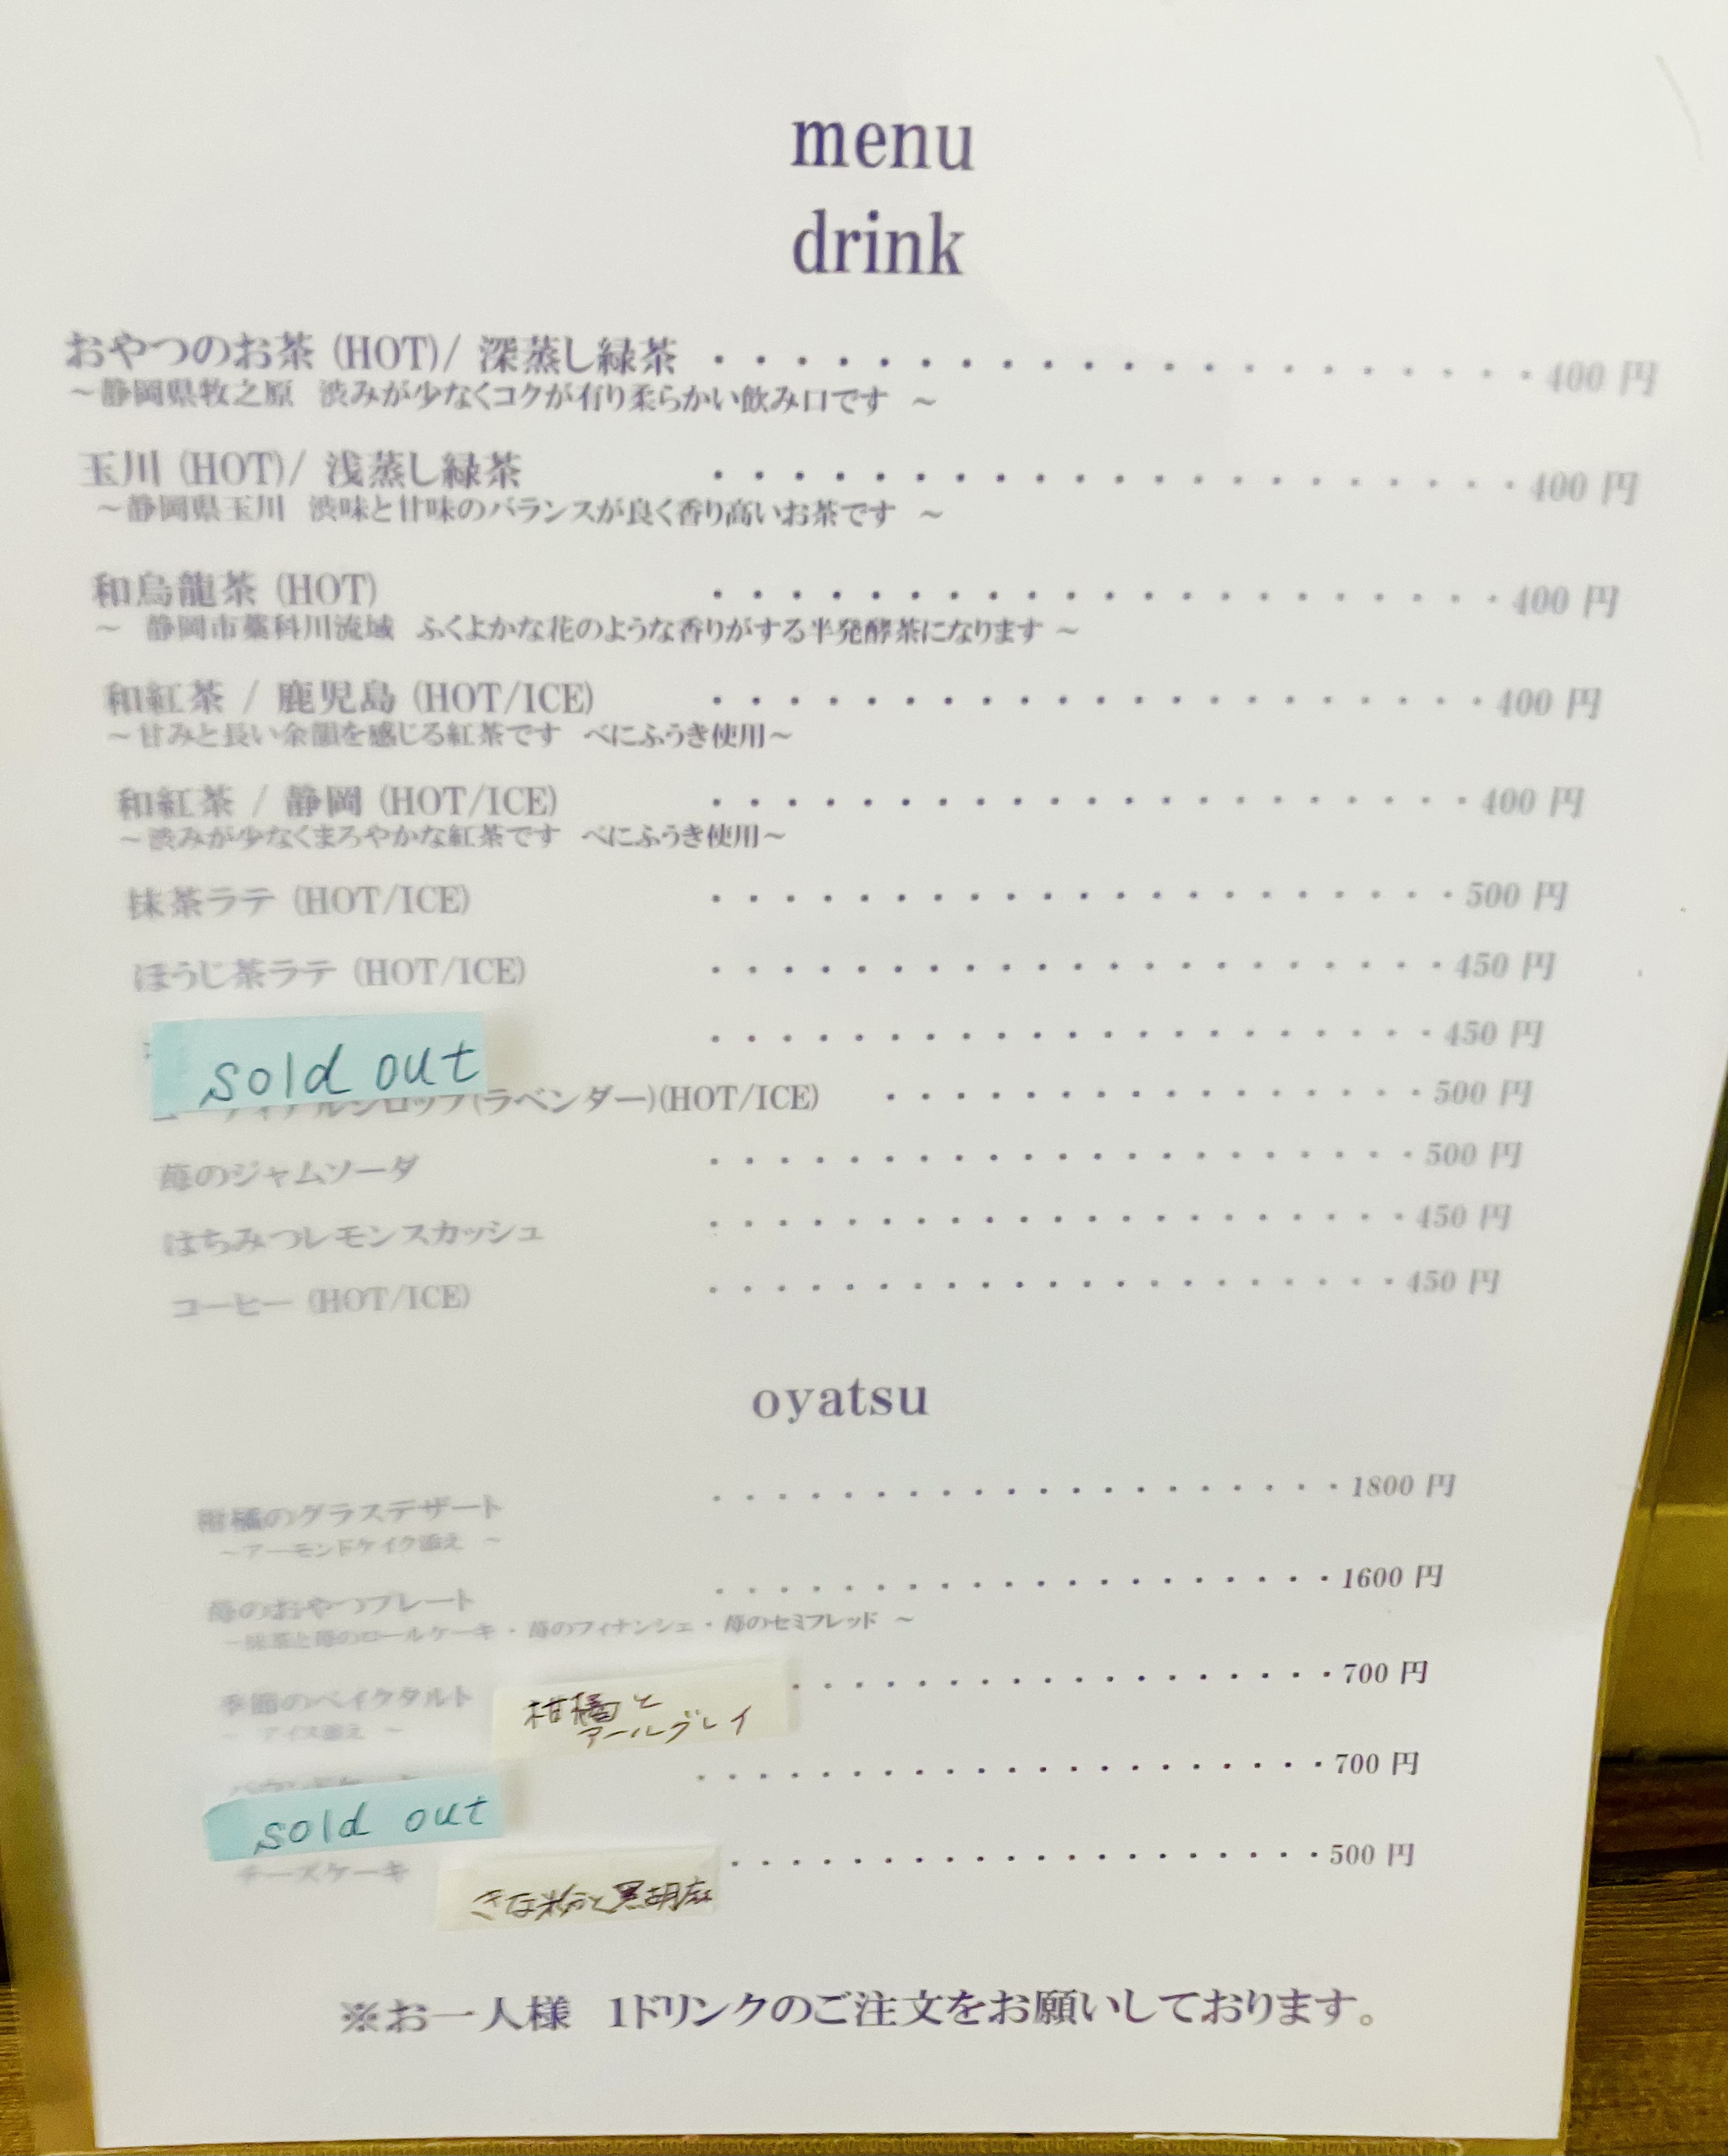 menu
drink
おやつのお茶 (HOT)/ 深蒸し緑茶 ・・・・・・・・・・・・・・・・・・・・・400 円
～静岡県牧之原 渋みが少なくコクが有り柔らかい飲み口です ～
玉川 (HOT)/ 浅蒸し緑茶 ・・・・・・・・・・・・・・・・・・・・・400 円
～静岡県玉川 渋味と甘味のバランスが良く香り高いお茶です ～
和烏龍茶 (HOT) ・・・・・・・・・・・・・・・・・・・・・400 円
～ 静岡市藁科川流域 ふくよかな花のような香りがする半発酵茶になります ～
和紅茶 / 鹿児島 (HOT/ICE) ・・・・・・・・・・・・・・・・・・・・・400 円
～甘みと長い余韻を感じる紅茶です べにふうき使用～
和紅茶 / 静岡 (HOT/ICE) ・・・・・・・・・・・・・・・・・・・・・400 円
～渋みが少なくまろやかな紅茶です べにふうき使用～
抹茶ラテ (HOT/ICE) ・・・・・・・・・・・・・・・・・・・・・500 円
ほうじ茶ラテ (HOT/ICE) ・・・・・・・・・・・・・・・・・・・・・450 円
sold out ・・・・・・・・・・・・・・・・・・・・・450 円
シロップ(ラベンダー)(HOT/ICE) ・・・・・・・・・・・・・・・・500 円
苺のジャムソーダ ・・・・・・・・・・・・・・・・・・・・・500 円
はちみつレモンスカッシュ ・・・・・・・・・・・・・・・・・・・・・450 円
コーヒー (HOT/ICE) ・・・・・・・・・・・・・・・・・・・・・450 円
oyatsu
柑橘のグラスデザート ・・・・・・・・・・・・・・・・・・・・1800 円
～アーモンドケイク添え ～
苺のおやつプレート ・・・・・・・・・・・・・・・・・・・・1600 円
～抹茶と苺のロールケーキ・苺のフィナンシェ・苺のセミフレッド ～
季節のベイクタルト 柑橘と ・・・・・・・・・・・・・・・・・・700 円
アールグレイ
～ アイス添え ～
パウンドケーキ ・・・・・・・・・・・・・・・・・・・・700 円
sold out
チーズケーキ きな粉と黒胡麻 ・・・・・・・・・・・・・・・・・・・・500 円
※お一人様 1ドリンクのご注文をお願いしております。